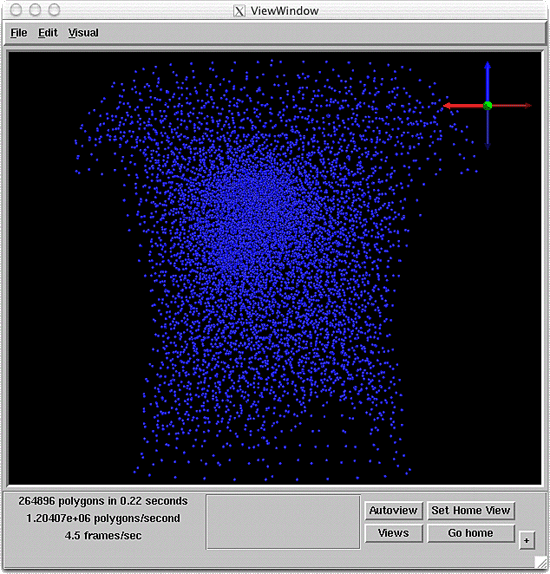 ViewWindow
File Edit Visual
264896 polygons in 0.22 seconds
1.20407e+06 polygons/second
4.5 frames/sec
Autoview Set Home View
Views Go home
+